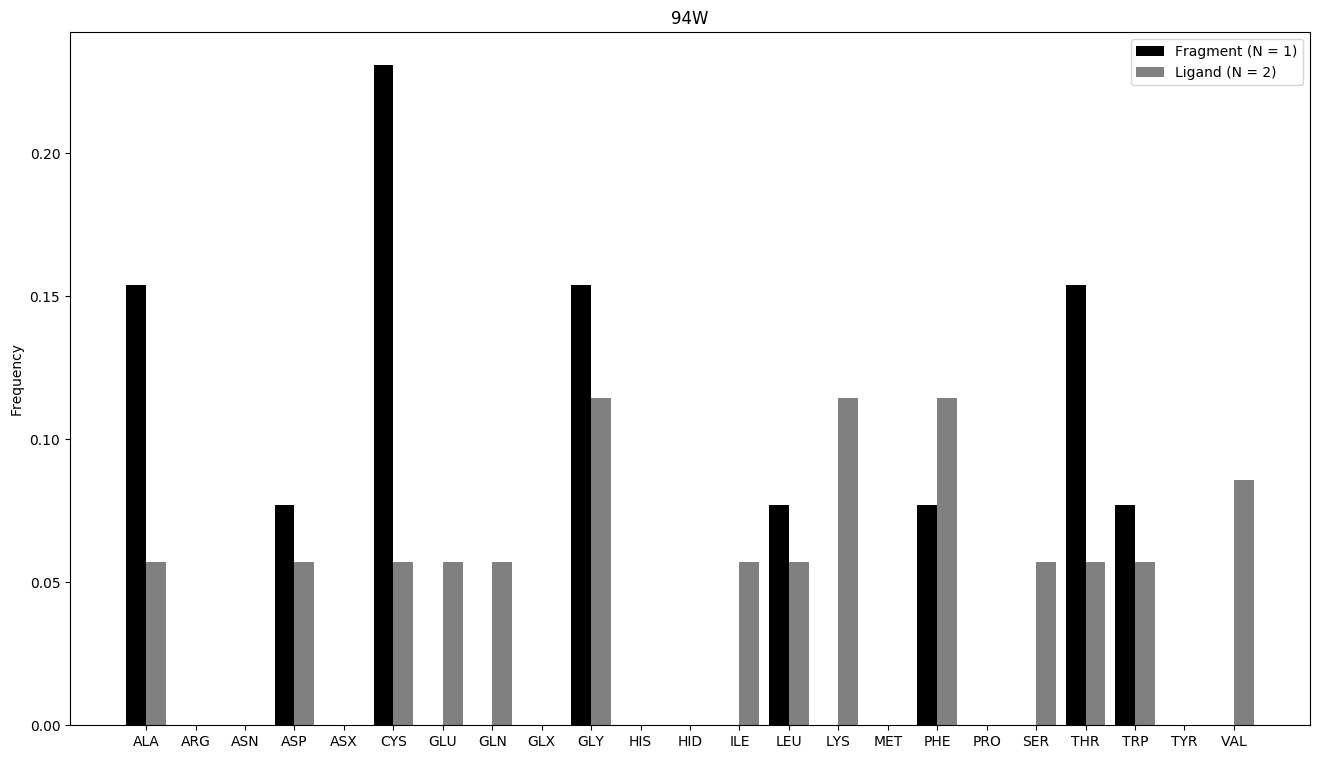 94W
Fragment (N = 1)
Ligand (N = 2)
Frequency
0.20
0.15
0.10
0.05
0.00
ALA ARG ASN ASP ASX CYS GLU GLN GLX GLY HIS HID ILE LEU LYS MET PHE PRO SER THR TRP TYR VAL